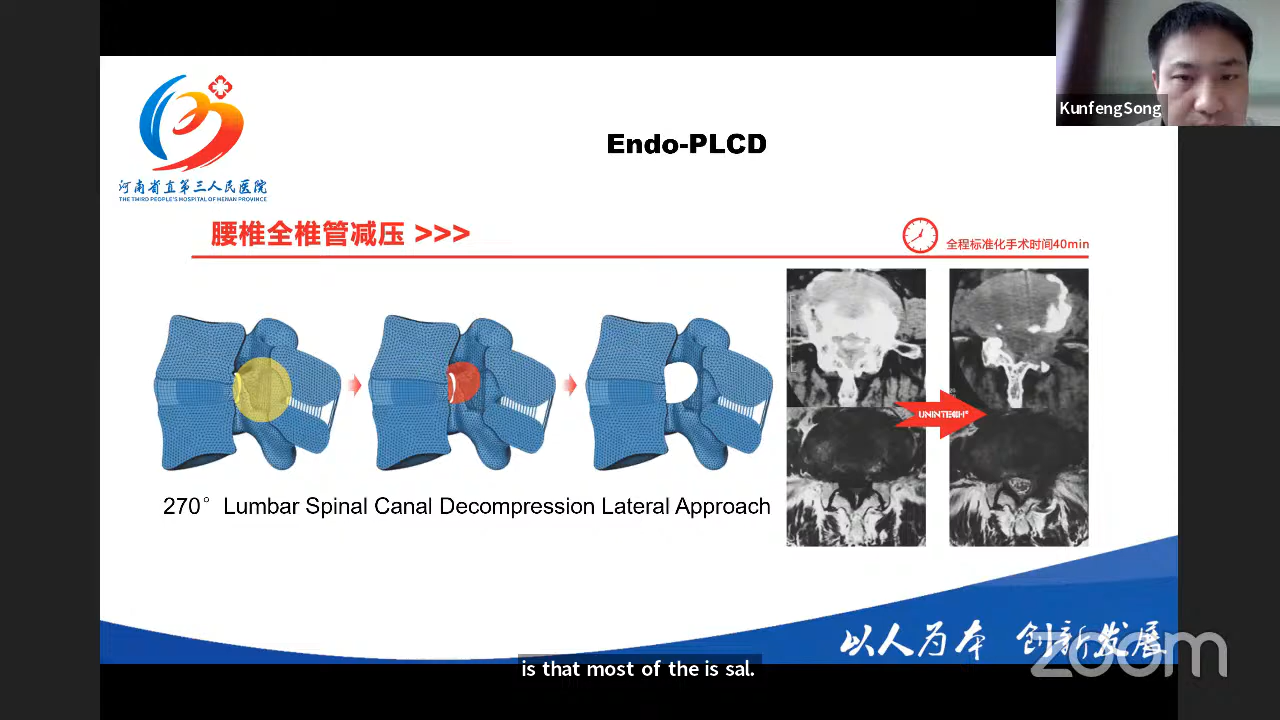 KunfengSong
Endo-PLCD
河南省直第三人民医院
THE THIRD PEOPLE'S HOSPITAL OF HENAN PROVINCE
腰椎全椎管减压 >>>
全程标准化手术时间40min
UNINTECH®
270° Lumbar Spinal Canal Decompression Lateral Approach
以人为本 创新发展
zoom
is that most of the is sal.